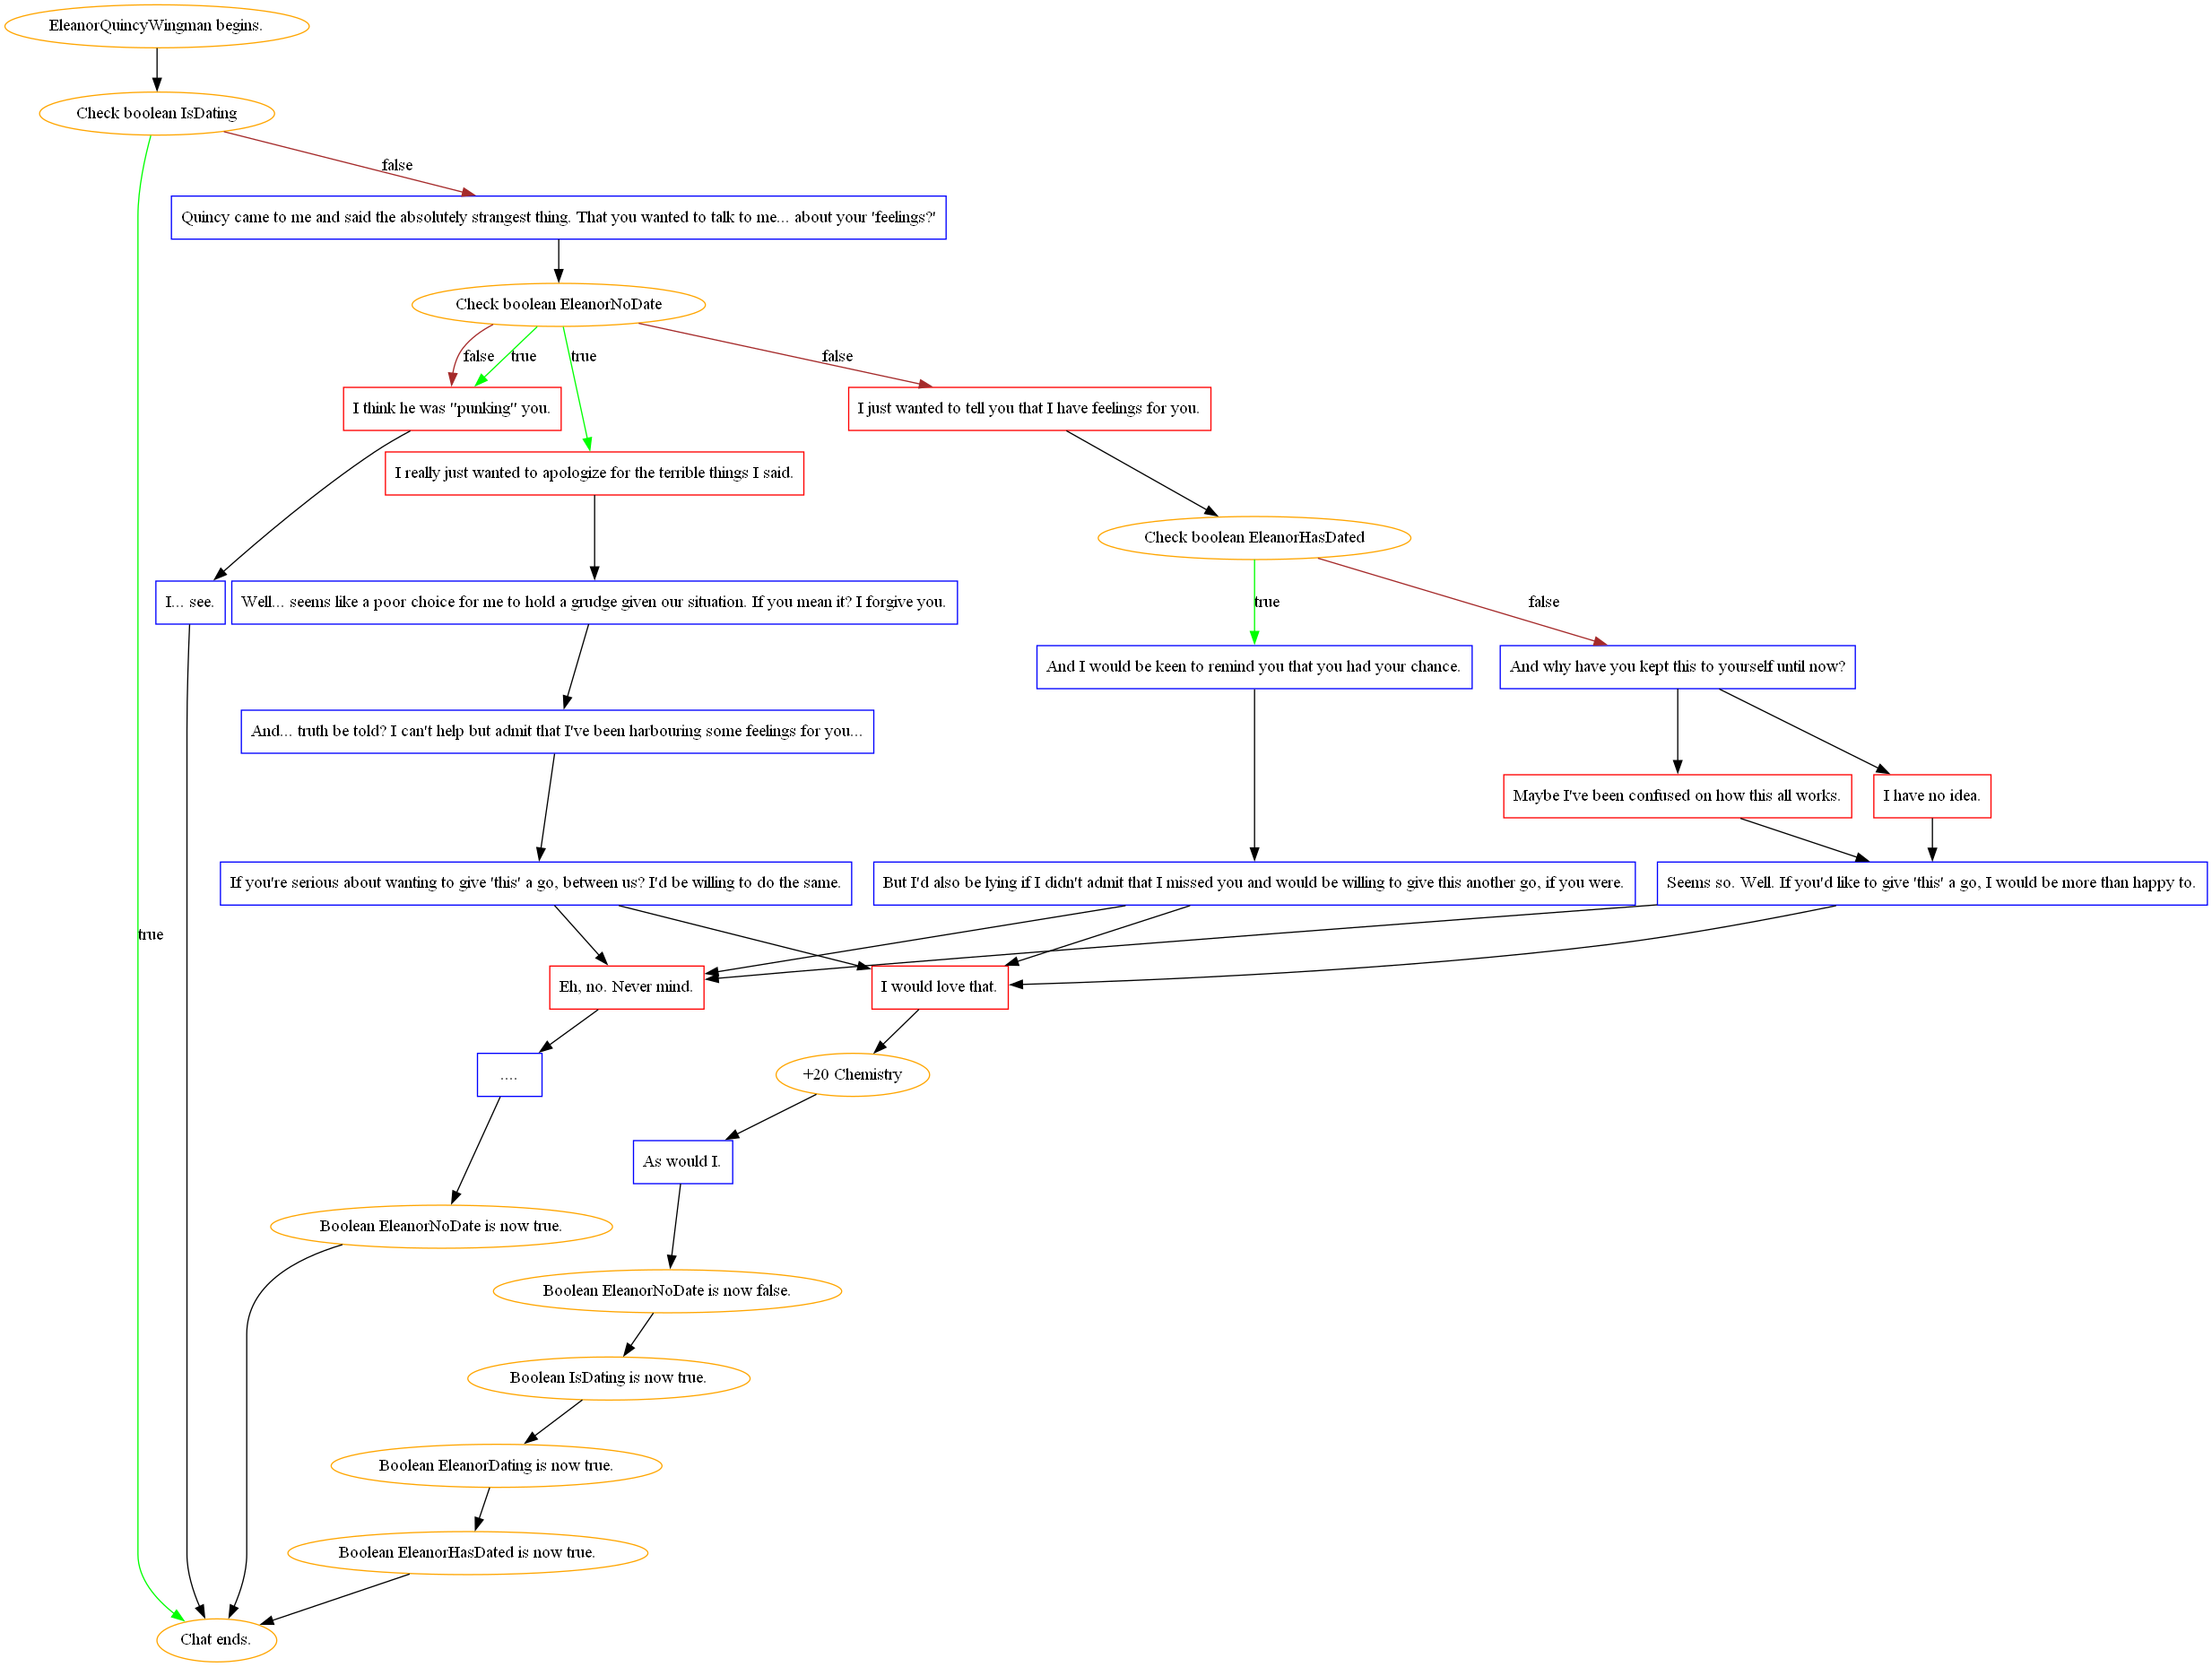 EleanorQuincyWingman begins.
Check boolean IsDating
false
Quincy came to me and said the absolutely strangest thing. That you wanted to talk to me... about your 'feelings?'
Check boolean EleanorNoDate
false
true
true
false
I think he was "punking" you.
I just wanted to tell you that I have feelings for you.
I really just wanted to apologize for the terrible things I said.
Check boolean EleanorHasDated
I... see.
Well... seems like a poor choice for me to hold a grudge given our situation. If you mean it? I forgive you.
true
false
And I would be keen to remind you that you had your chance.
And why have you kept this to yourself until now?
And... truth be told? I can't help but admit that I've been harbouring some feelings for you...
Maybe I've been confused on how this all works.
I have no idea.
If you're serious about wanting to give 'this' a go, between us? I'd be willing to do the same.
But I'd also be lying if I didn't admit that I missed you and would be willing to give this another go, if you were.
Seems so. Well. If you'd like to give 'this' a go, I would be more than happy to.
true
Eh, no. Never mind.
I would love that.
....
+20 Chemistry
As would I.
Boolean EleanorNoDate is now true.
Boolean EleanorNoDate is now false.
Boolean IsDating is now true.
Boolean EleanorDating is now true.
Boolean EleanorHasDated is now true.
Chat ends.